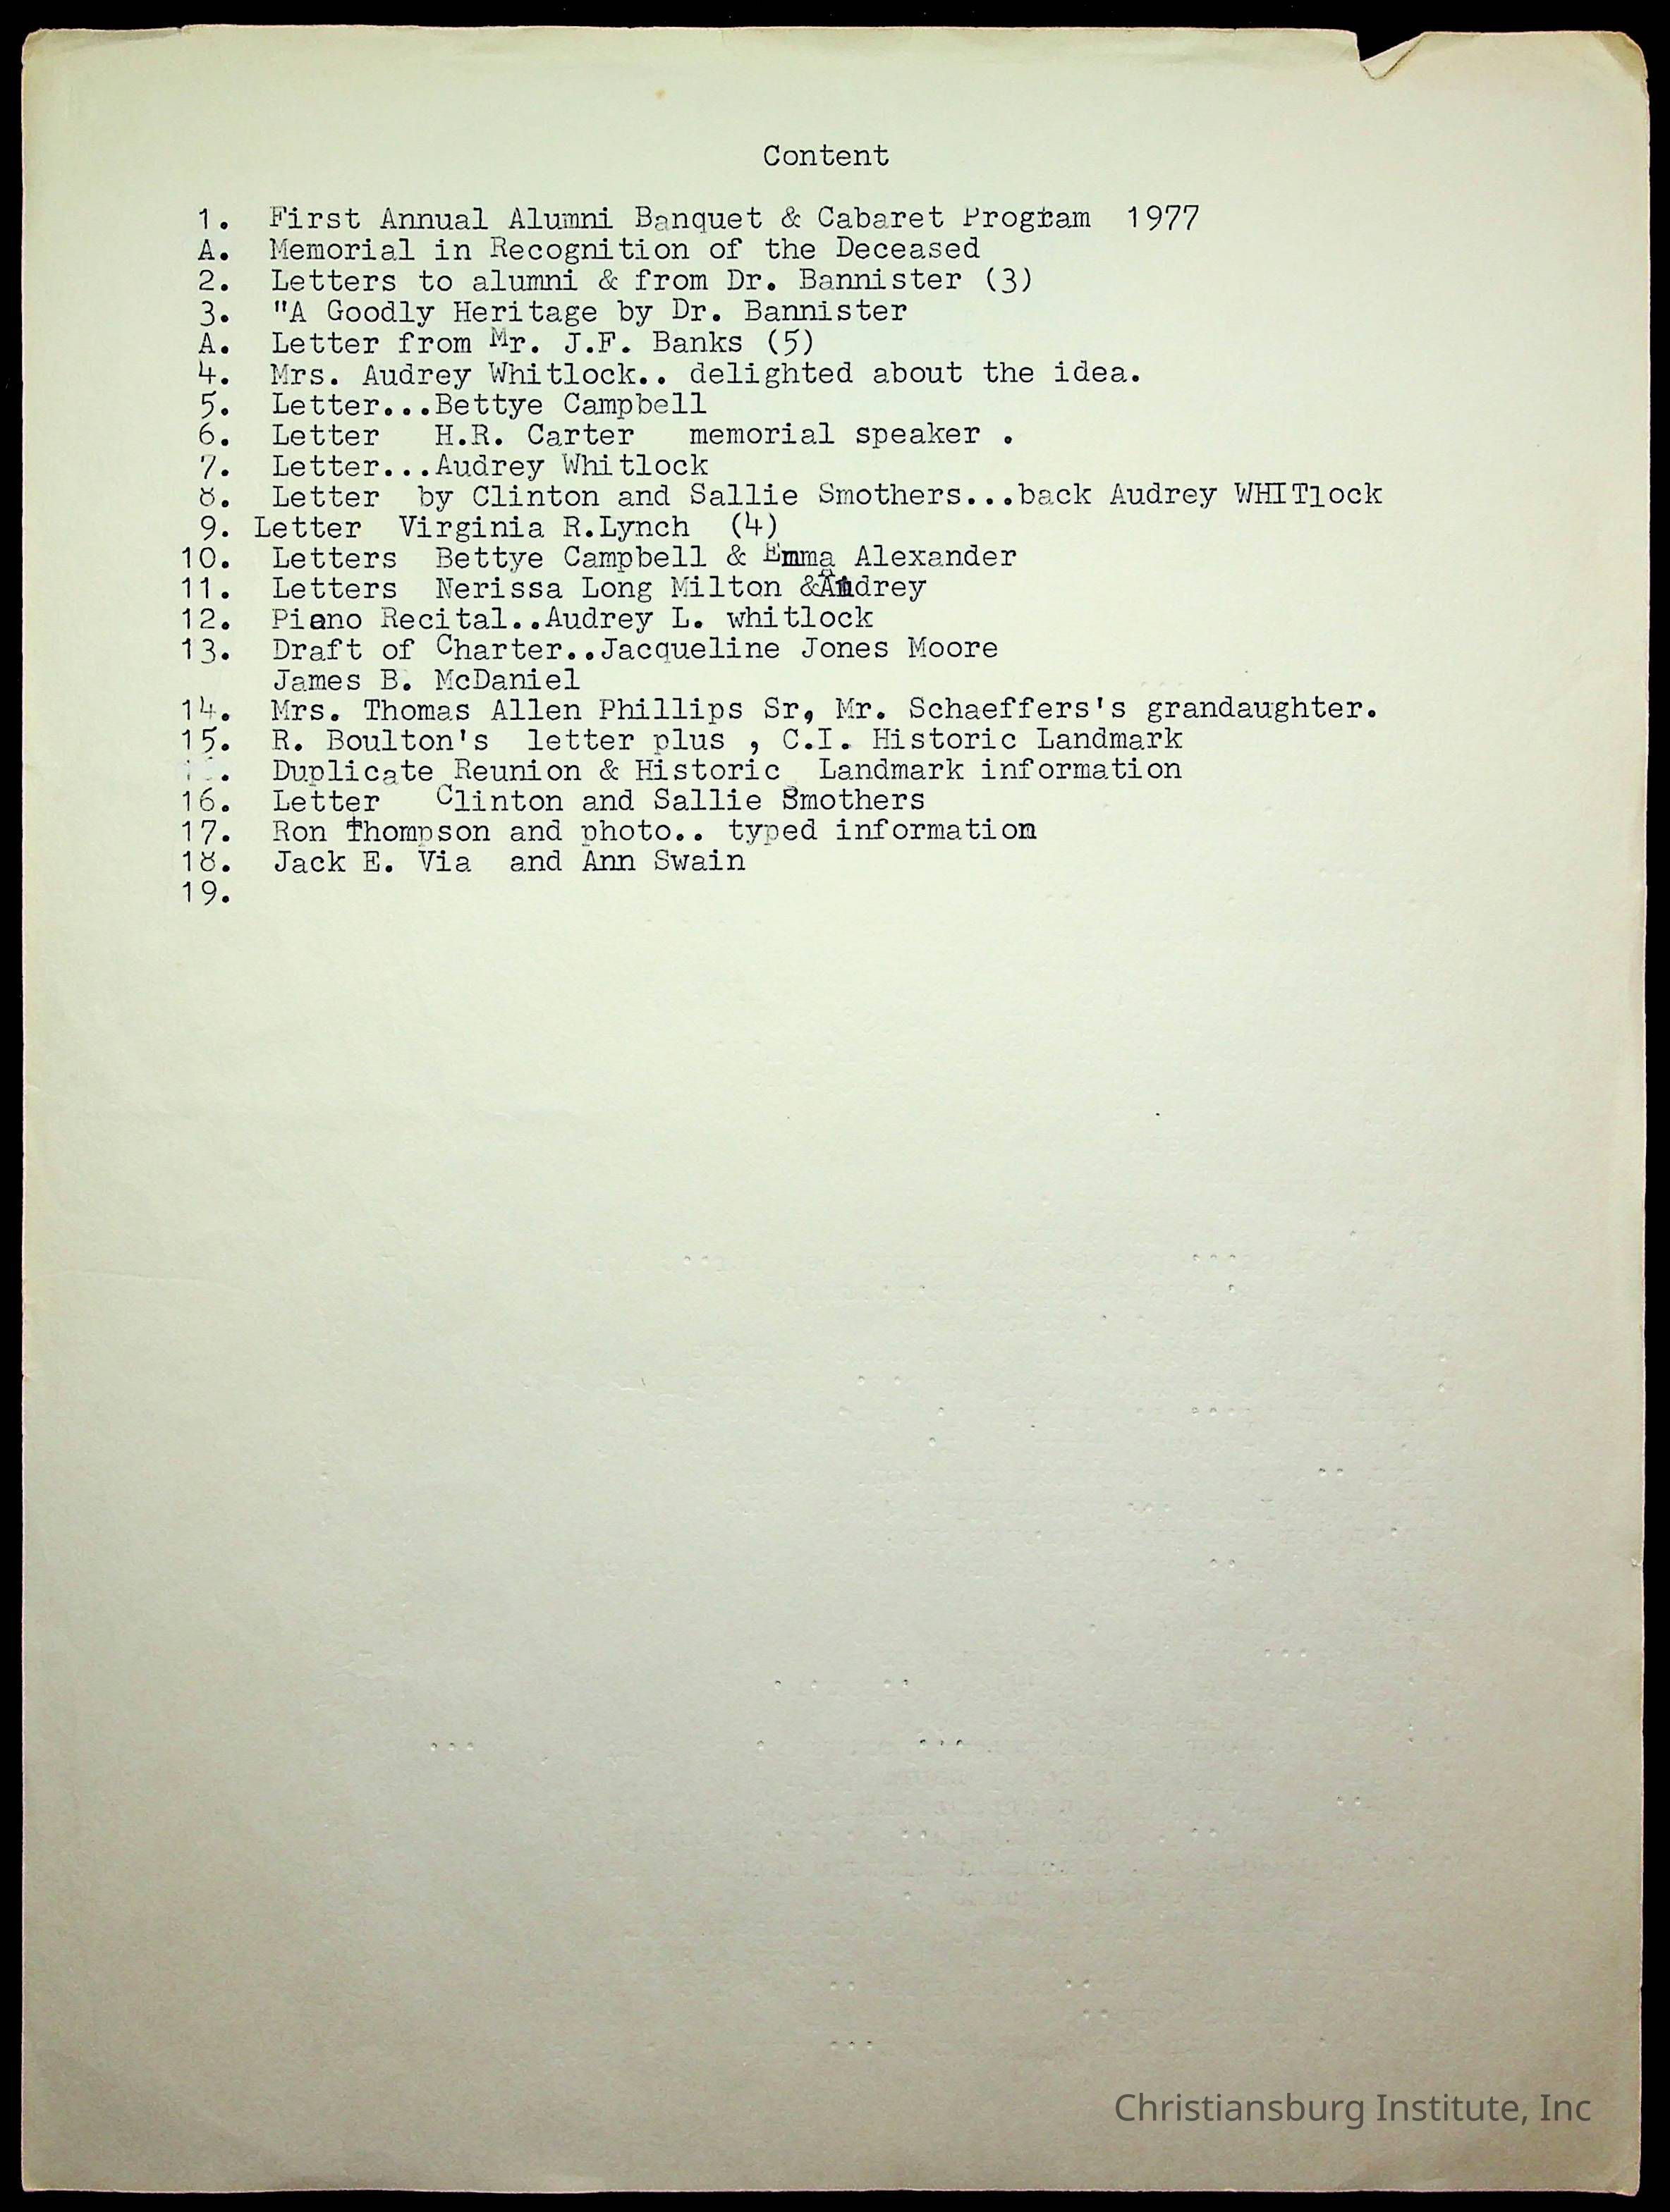 Content
1. First Annual Alumni Banquet & Cabaret Program 1977
A. Memorial in Recognition of the Deceased
2. Letters to alumni & from Dr. Bannister (3)
3. "A Goodly Heritage by Dr. Bannister
A. Letter from Mr. J.F. Banks (5)
4. Mrs. Audrey Whitlock.. delighted about the idea.
5. Letter...Bettye Campbell
6. Letter H.R. Carter memorial speaker .
7. Letter...Audrey Whitlock
8. Letter by Clinton and Sallie Smothers...back Audrey WHITlock
9. Letter Virginia R.Lynch (4)
10. Letters Bettye Campbell & Emma Alexander
11. Letters Nerissa Long Milton &Audrey
12. Piano Recital..Audrey L. whitlock
13. Draft of Charter..Jacqueline Jones Moore
James B. McDaniel
14. Mrs. Thomas Allen Phillips Sr, Mr. Schaeffers's grandaughter.
15. R. Boulton's letter plus , C.I. Historic Landmark
. Duplicate Reunion & Historic Landmark information
16. Letter Clinton and Sallie Smothers
17. Ron Thompson and photo.. typed information
18. Jack E. Via and Ann Swain
19.
Christiansburg Institute, Inc